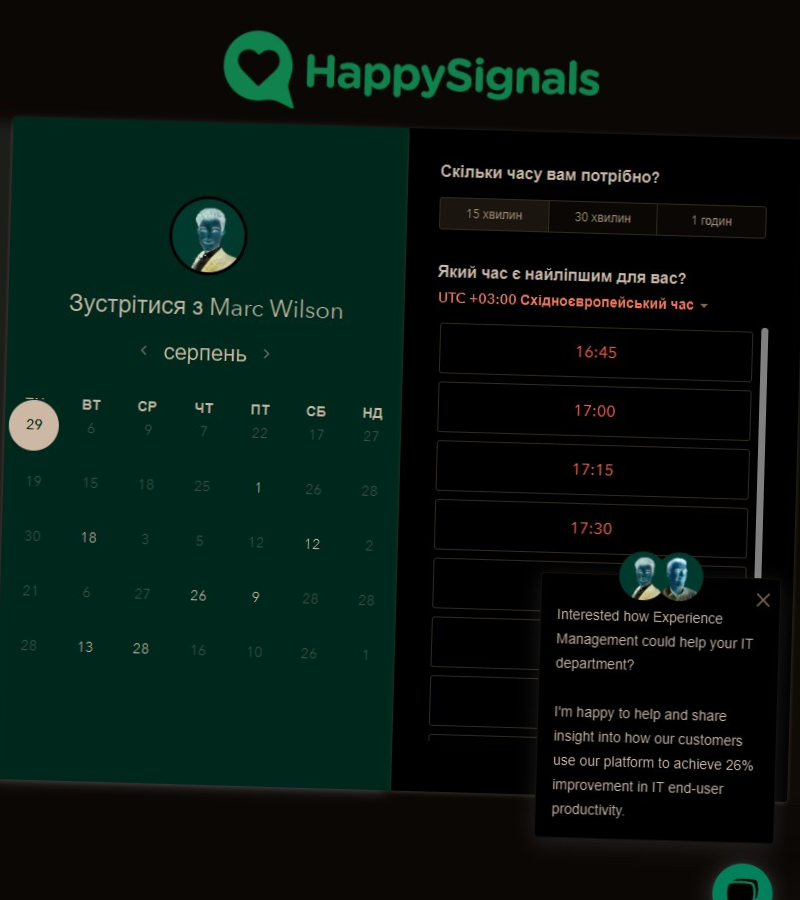 HappySignals
Зустрітися з Marc Wilson
серпень
ВТ СР ЧТ ПТ СБ НД
29 6 9 7 22 17 27
19 15 18 25 1 26 28
30 18 3 5 12 12 2
21 6 27 26 9 28 28
28 13 28 16 10 26 1
Скільки часу вам потрібно?
15 хвилин 30 хвилин 1 годин
Який час є найліпшим для вас?
UTC +03:00 Східноєвропейський час
16:45
17:00
17:15
17:30
Interested how Experience
Management could help your IT
department?
I'm happy to help and share
insight into how our customers
use our platform to achieve 26%
improvement in IT end-user
productivity.